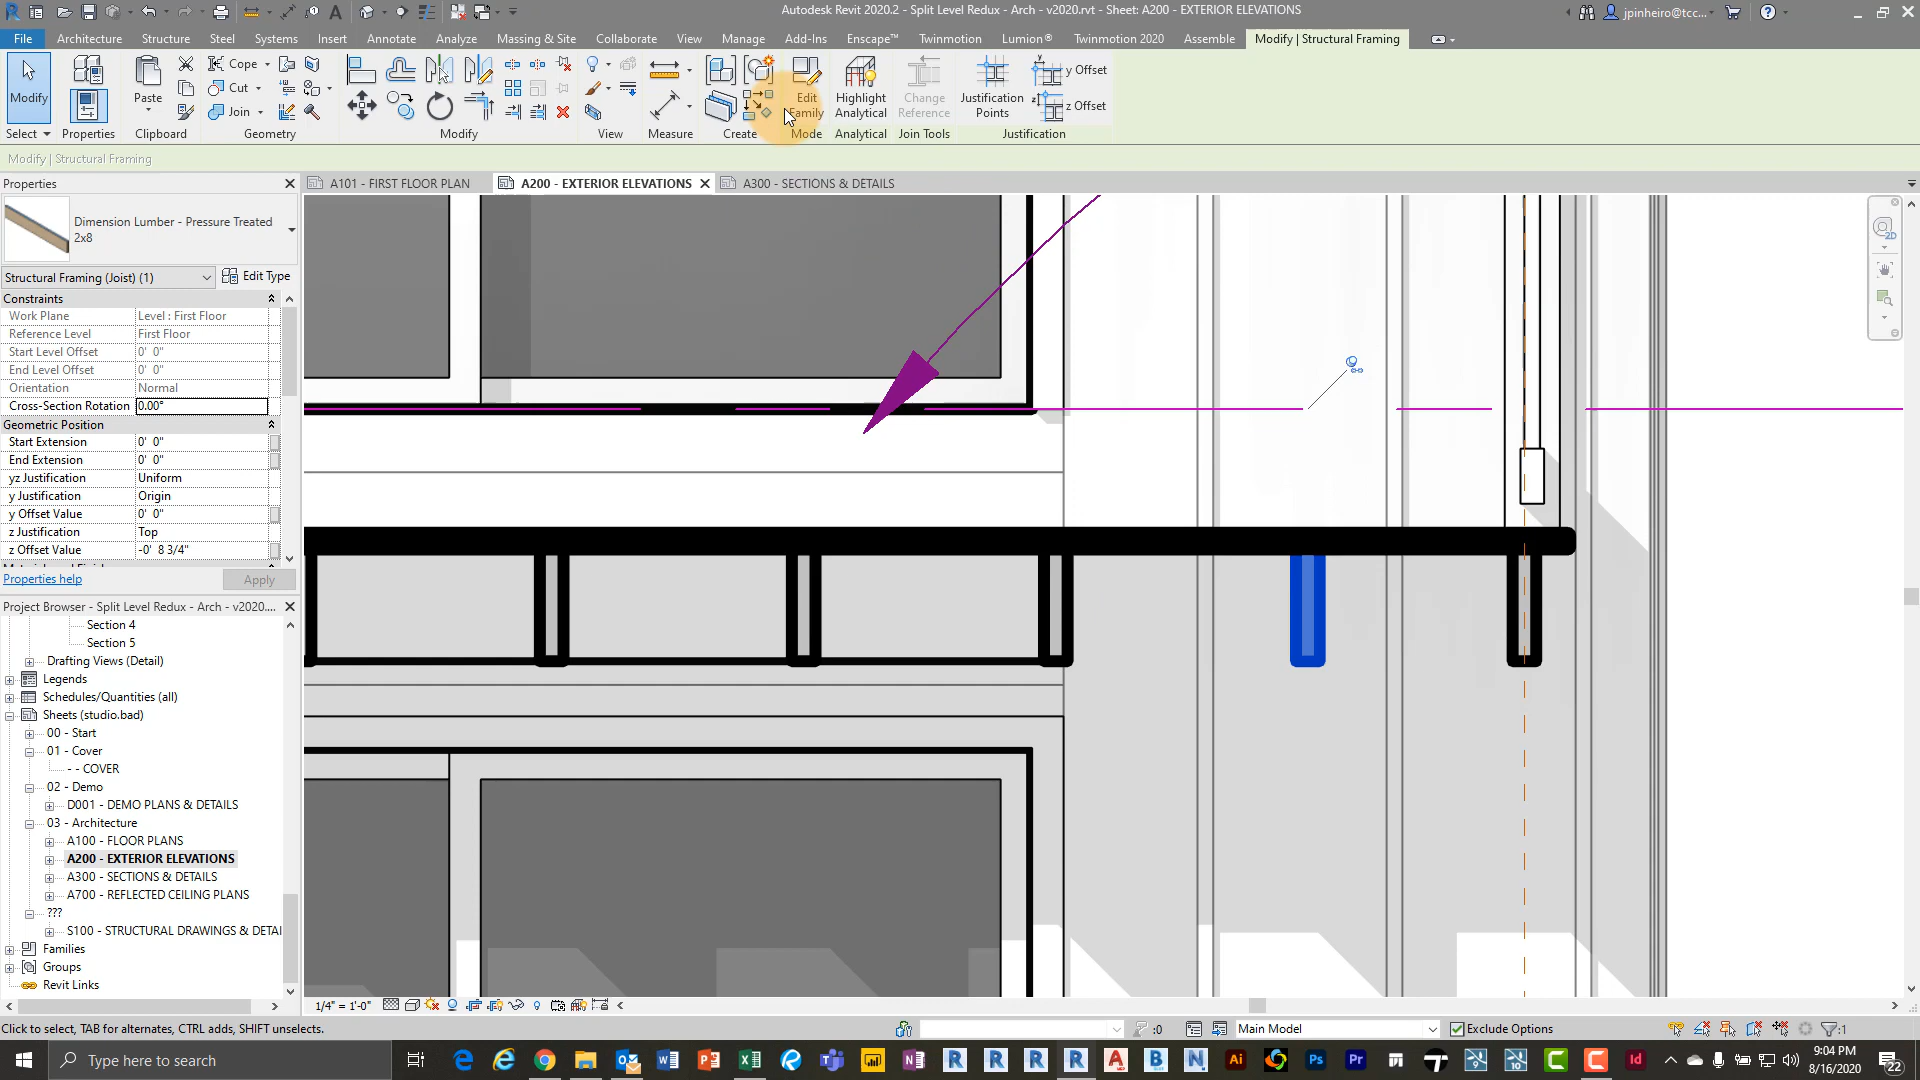 Autodesk Revit 2020.2 - Split Level Redux - Arch - v2020.rvt - Sheet: A200 - EXTERIOR ELEVATIONS
jpinheiro@tcc...
File
Architecture
Structure
Steel
Systems
Insert
Annotate
Analyze
Massing & Site
Collaborate
View
Manage
Add-Ins
Enscape™
Twinmotion
Lumion®
Twinmotion 2020
Assemble
Modify | Structural Framing
Modify
Properties
Paste
Cope
Cut
Join
Edit
Family
Highlight
Analytical
Change
Reference
Justification
Points
y Offset
z Offset
Select
Properties
Clipboard
Geometry
Modify
View
Measure
Create
Mode
Analytical
Join Tools
Justification
Modify | Structural Framing
Properties
A101 - FIRST FLOOR PLAN
A200 - EXTERIOR ELEVATIONS
A300 - SECTIONS & DETAILS
Dimension Lumber - Pressure Treated
2x8
Structural Framing (Joist) (1)
Edit Type
Constraints
Work Plane Level : First Floor
Reference Level First Floor
Start Level Offset 0' 0"
End Level Offset 0' 0"
Orientation Normal
Cross-Section Rotation 0.00°
Geometric Position
Start Extension 0' 0"
End Extension 0' 0"
yz Justification Uniform
y Justification Origin
y Offset Value 0' 0"
z Justification Top
z Offset Value -0' 8 3/4"
Properties help
Apply
Project Browser - Split Level Redux - Arch - v2020....
Section 4
Section 5
Drafting Views (Detail)
Legends
Schedules/Quantities (all)
Sheets (studio.bad)
00 - Start
01 - Cover
- - COVER
02 - Demo
D001 - DEMO PLANS & DETAILS
03 - Architecture
A100 - FLOOR PLANS
A200 - EXTERIOR ELEVATIONS
A300 - SECTIONS & DETAILS
A700 - REFLECTED CEILING PLANS
???
S100 - STRUCTURAL DRAWINGS & DETAI
Families
Groups
Revit Links
1/4" = 1'-0"
Click to select, TAB for alternates, CTRL adds, SHIFT unselects.
:0
Main Model
Exclude Options
:1
Type here to search
9:04 PM
8/16/2020
22